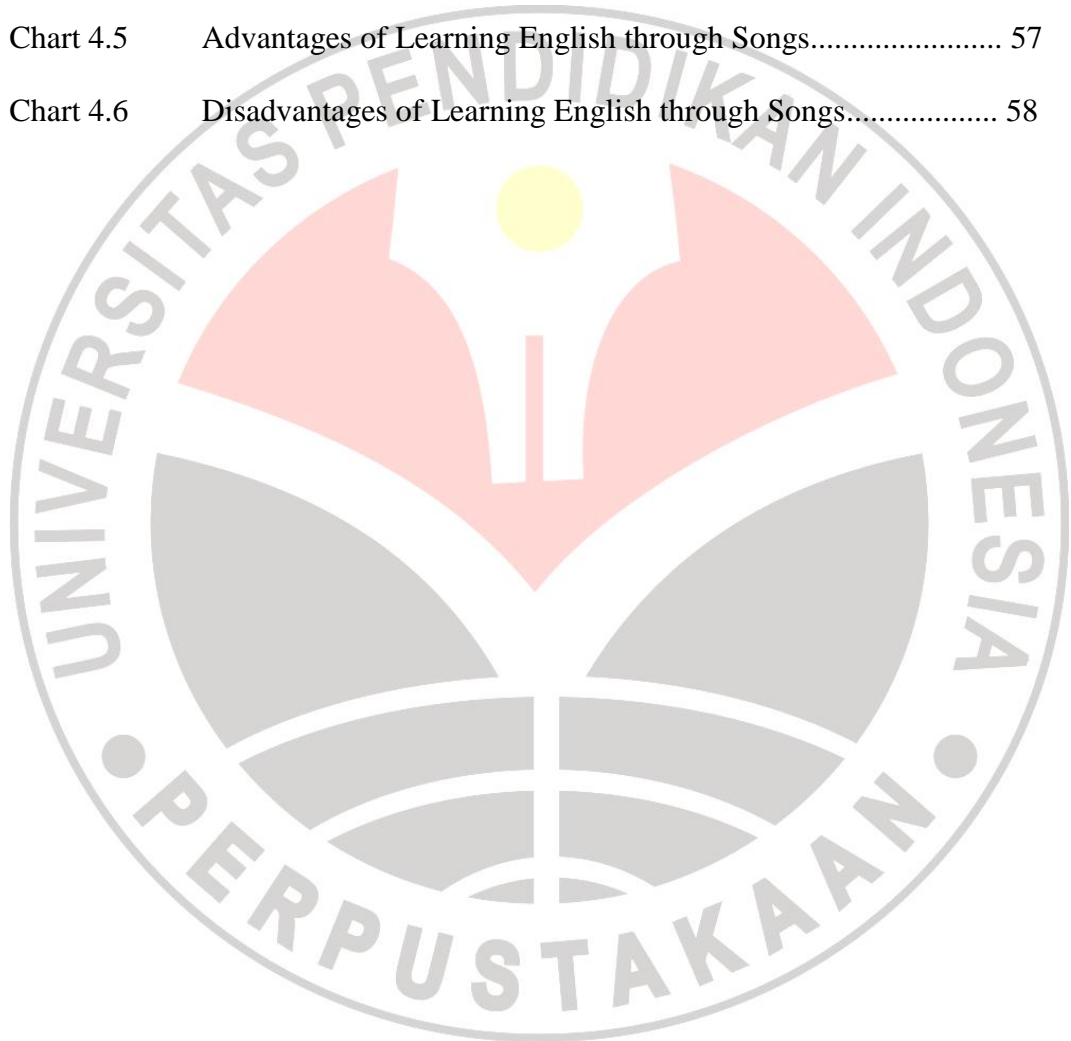 Chart 4.5 Advantages of Learning English through Songs........................ 57
Chart 4.6 Disadvantages of Learning English through Songs................... 58
UNIVERSITAS PENDIDIKAN INDONESIA
PERPUSTAKAAN